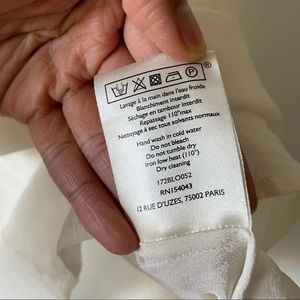 P ®
Lavage à la main dans l'eau froide
Blanchiment interdit
Séchage en tambour interdit
Repassage 110°max
Nettoyage à sec tous solvents normaux
Hand wash in cold water
Do not bleach
Do not tumble dry
Iron low heat (110°)
Dry cleaning
172BLO052
RN154043
12 RUE D'UZES, 75002 PARIS